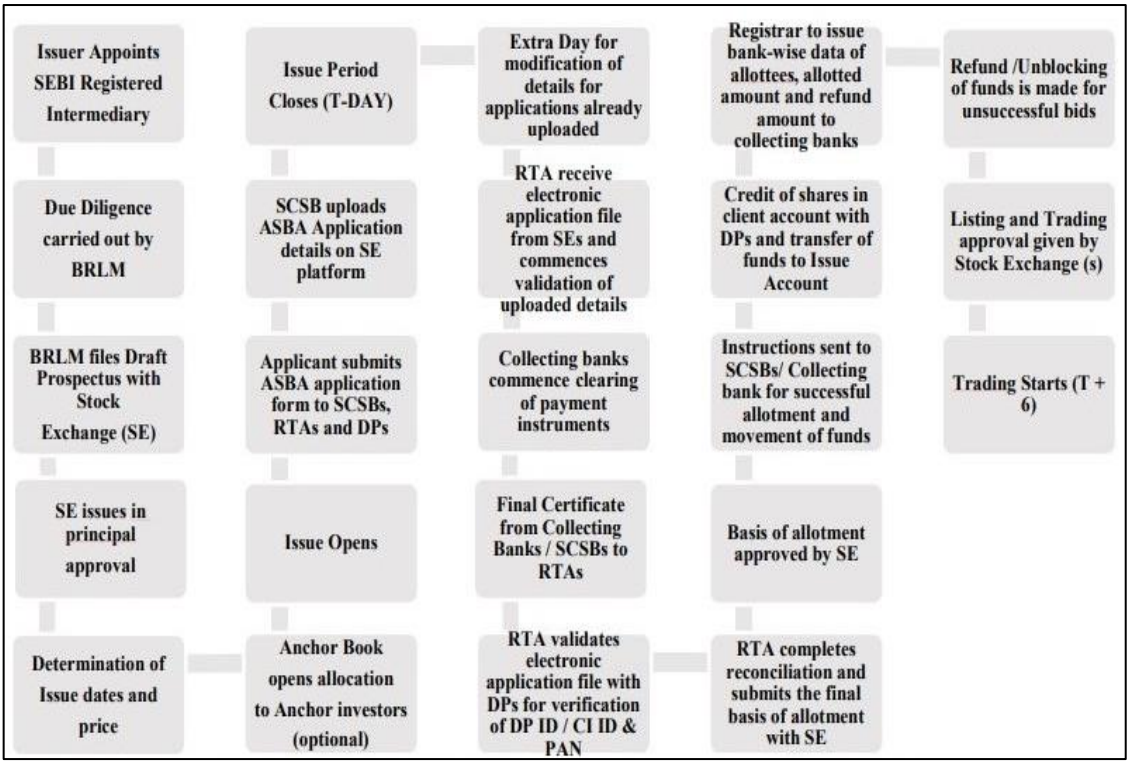 Issuer Appoints
SEBI Registered
Intermediary
Due Diligence
carried out by
BRLM
BRLM files Draft
Prospectus with
Stock
Exchange (SE)
SE issues in
principal
approval
Determination of
Issue dates and
price
Anchor Book
opens allocation
to Anchor investors
(optional)
Issue Opens
Applicant submits
ASBA application
form to SCSBs,
RTAs and DPs
SCSB uploads
ASBA Application
details on SE
platform
Issue Period
Closes (T-DAY)
Extra Day for
modification of
details for
applications already
uploaded
RTA receive
electronic
application file
from SEs and
commences
validation of
uploaded details
Collecting banks
commence clearing
of payment
instruments
Final Certificate
from Collecting
Banks / SCSBs to
RTAs
RTA validates
electronic
application file with
DPs for verification
of DP ID / CI ID &
PAN
RTA completes
reconciliation and
submits the final
basis of allotment
with SE
Basis of allotment
approved by SE
Instructions sent to
SCSBs/ Collecting
bank for successful
allotment and
movement of funds
Credit of shares in
client account with
DPs and transfer of
funds to Issue
Account
Registrar to issue
bank-wise data of
allottees, allotted
amount and refund
amount to
collecting banks
Refund /Unblocking
of funds is made for
unsuccessful bids
Listing and Trading
approval given by
Stock Exchange (s)
Trading Starts (T +
6)